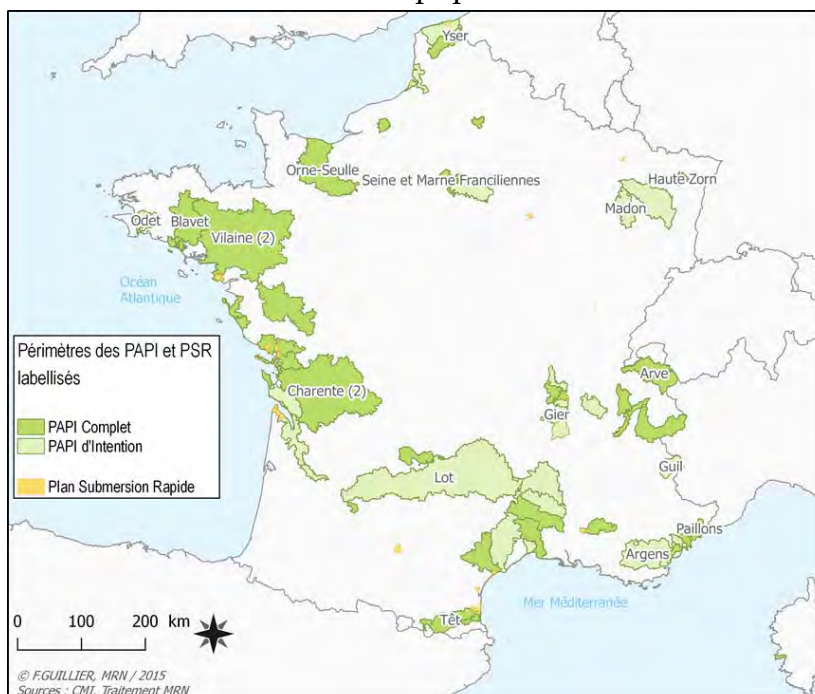 Yser
Orne-Seulle
Seine et Marne Franciliennes
Haute Zorn
Madon
Odet
Blavet
Vilaine (2)
Océan
Atlantique
Périmètres des PAPI et PSR
labellisés
PAPI Complet
PAPI d'Intention
Plan Submersion Rapide
Charente (2)
Arve
Gier
Lot
Guil
Paillons
Argens
Têt
Mer Méditerranée
0 100 200 km
© F.GUILLIER, MRN / 2015
Sources : CMI, Traitement MRN